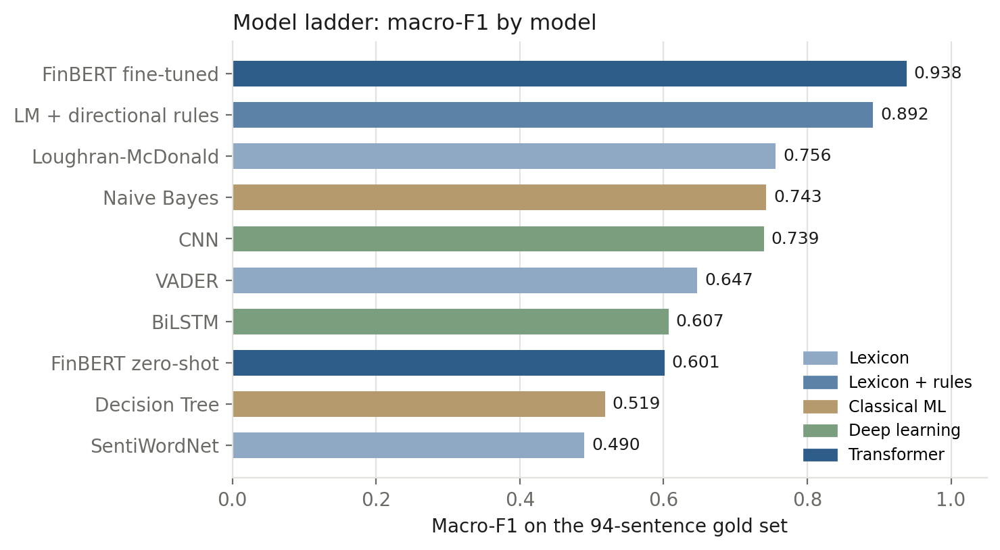 Model ladder: macro-F1 by model
FinBERT fine-tuned 0.938
LM + directional rules 0.892
Loughran-McDonald 0.756
Naive Bayes 0.743
CNN 0.739
VADER 0.647
BiLSTM 0.607
FinBERT zero-shot 0.601
Decision Tree 0.519
SentiWordNet 0.490
Lexicon
Lexicon + rules
Classical ML
Deep learning
Transformer
0.0 0.2 0.4 0.6 0.8 1.0
Macro-F1 on the 94-sentence gold set